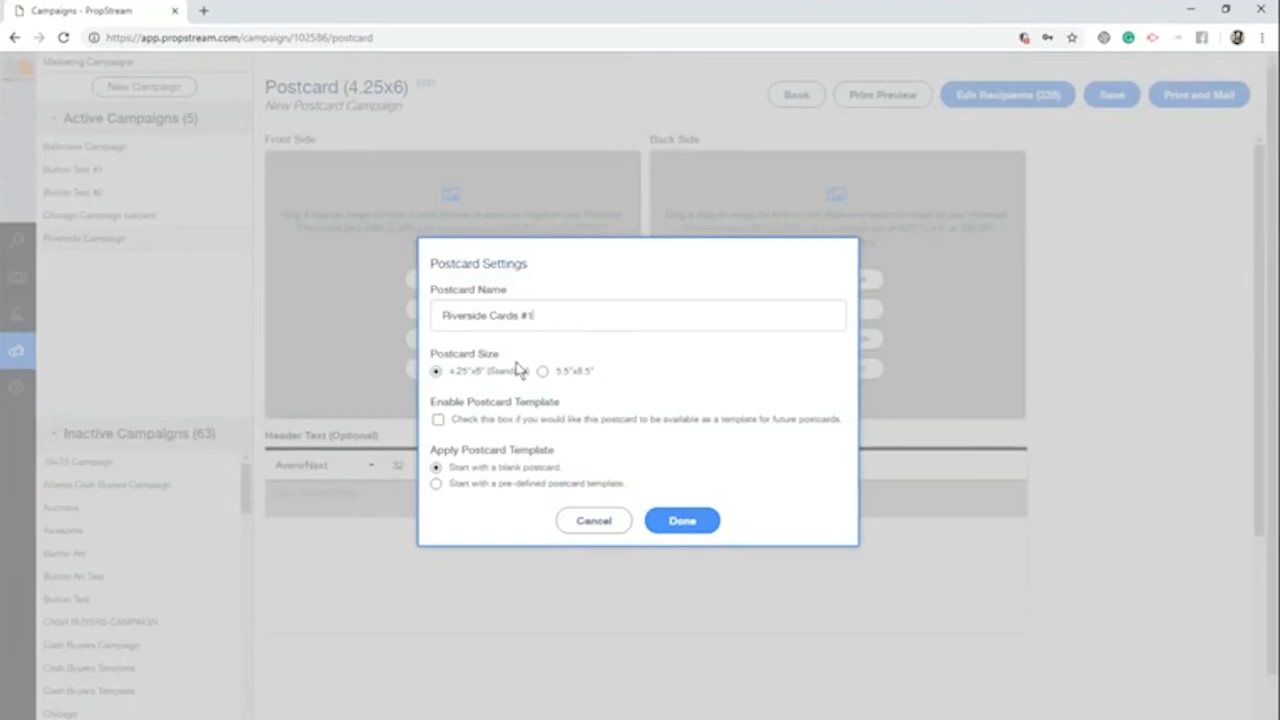 Campaigns - PropStream
https://app.propstream.com/campaign/102586/postcard
Marketing Campaigns
New Campaign
Active Campaigns (5)
Baltimore Campaign
Button Test #1
Button Test #2
Chicago Campaign
Riverside Campaign
Inactive Campaigns (63)
Campaign
Atlanta Cash Buyers Campaign
Auctions
Awesome
Button Art
Button Art Test
Button Test
CASH BUYERS CAMPAIGN
Cash Buyers Campaign
Cash Buyers Template
Cash Buyers Template
Chicago
Postcard (4.25x6) EDIT
New Postcard Campaign
Back
Print Preview
Edit Recipients (228)
Save
Print and Mail
Front Side
Back Side
Header Text (Optional)
AvenirNext
32
Postcard Settings
Postcard Name
Riverside Cards #1
Postcard Size
4.25"x6" 5.5"x8.5"
Enable Postcard Template
Check this box if you would like this postcard to be available as a template for future postcards.
Apply Postcard Template
Start with a blank postcard.
Start with a pre-defined postcard template.
Cancel
Done